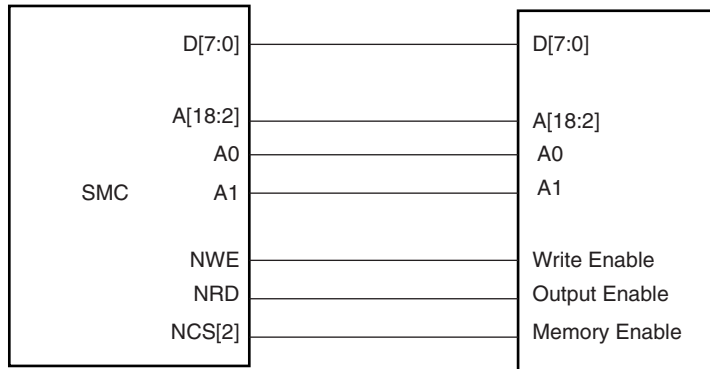 D[7:0] D[7:0]
A[18:2] A[18:2]
A0 A0
SMC A1 A1
NWE Write Enable
NRD Output Enable
NCS[2] Memory Enable